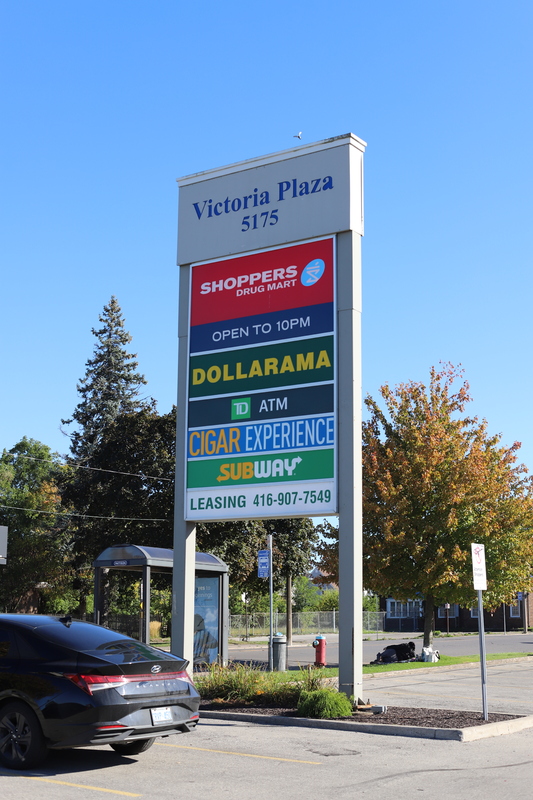 Victoria Plaza
5175
SHOPPERS
DRUG MART
OPEN TO 10PM
DOLLARAMA
TD ATM
CIGAR EXPERIENCE
SUBWAY
LEASING 416-907-7549